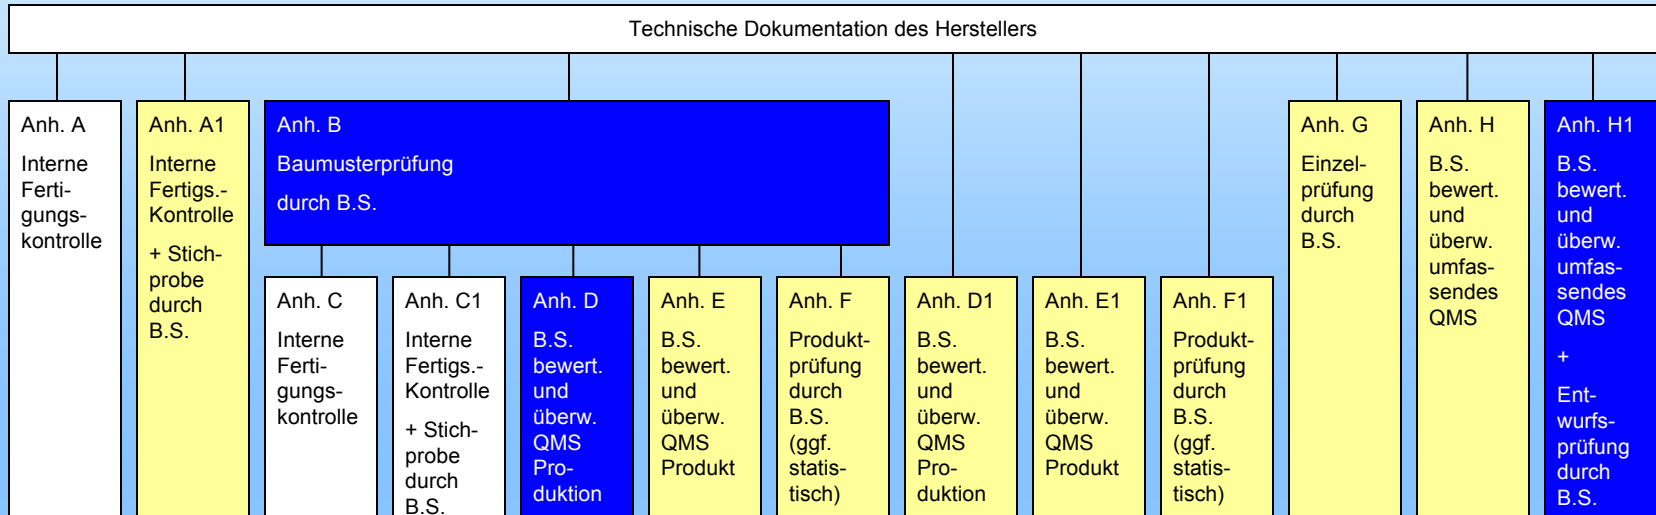 Technische Dokumentation des Herstellers
Anh. A
Interne
Ferti-
gungs-
kontrolle
Anh. A1
Interne
Fertigs.-
Kontrolle
+ Stich-
probe
durch
B.S.
Anh. B
Baumusterprüfung
durch B.S.
Anh. C
Interne
Ferti-
gungs-
kontrolle
Anh. C1
Interne
Fertigs.-
Kontrolle
+ Stich-
probe
durch
B.S.
Anh. D
B.S.
bewert.
und
überw.
QMS
Pro-
duktion
Anh. E
B.S.
bewert.
und
überw.
QMS
Produkt
Anh. F
Produkt-
prüfung
durch
B.S.
(ggf.
statis-
tisch)
Anh. D1
B.S.
bewert.
und
überw.
QMS
Pro-
duktion
Anh. E1
B.S.
bewert.
und
überw.
QMS
Produkt
Anh. F1
Produkt-
prüfung
durch
B.S.
(ggf.
statis-
tisch)
Anh. G
Einzel-
prüfung
durch
B.S.
Anh. H
B.S.
bewert.
und
überw.
umfas-
sendes
QMS
Anh. H1
B.S.
bewert.
und
überw.
umfas-
sendes
QMS
+
Ent-
wurfs-
prüfung
durch
B.S.